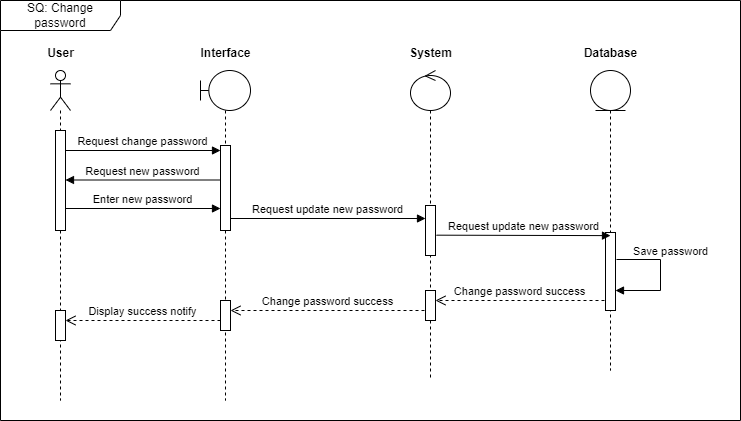 SQ: Change
password
User
Interface
System
Database
Request change password
Request new password
Enter new password
Request update new password
Request update new password
Save password
Change password success
Change password success
Display success notify